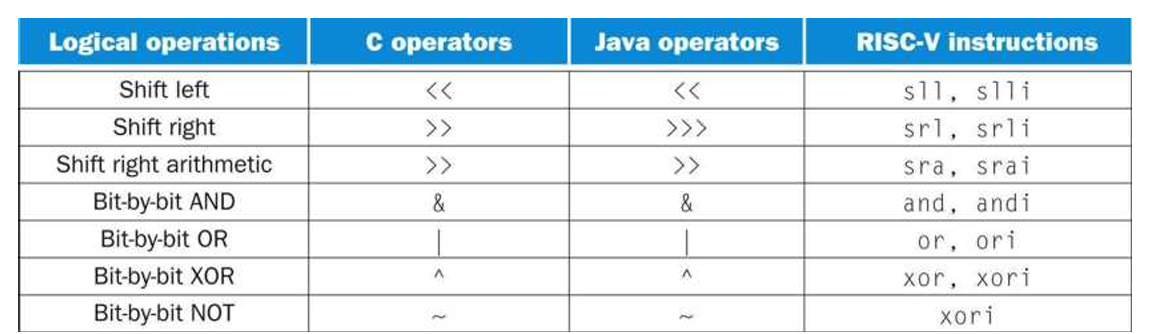 Logical operations C operators Java operators RISC-V instructions
Shift left << << sll, slli
Shift right >> >>> srl, srli
Shift right arithmetic >> >> sra, srai
Bit-by-bit AND & & and, andi
Bit-by-bit OR | | or, ori
Bit-by-bit XOR ^ ^ xor, xori
Bit-by-bit NOT ~ ~ xori